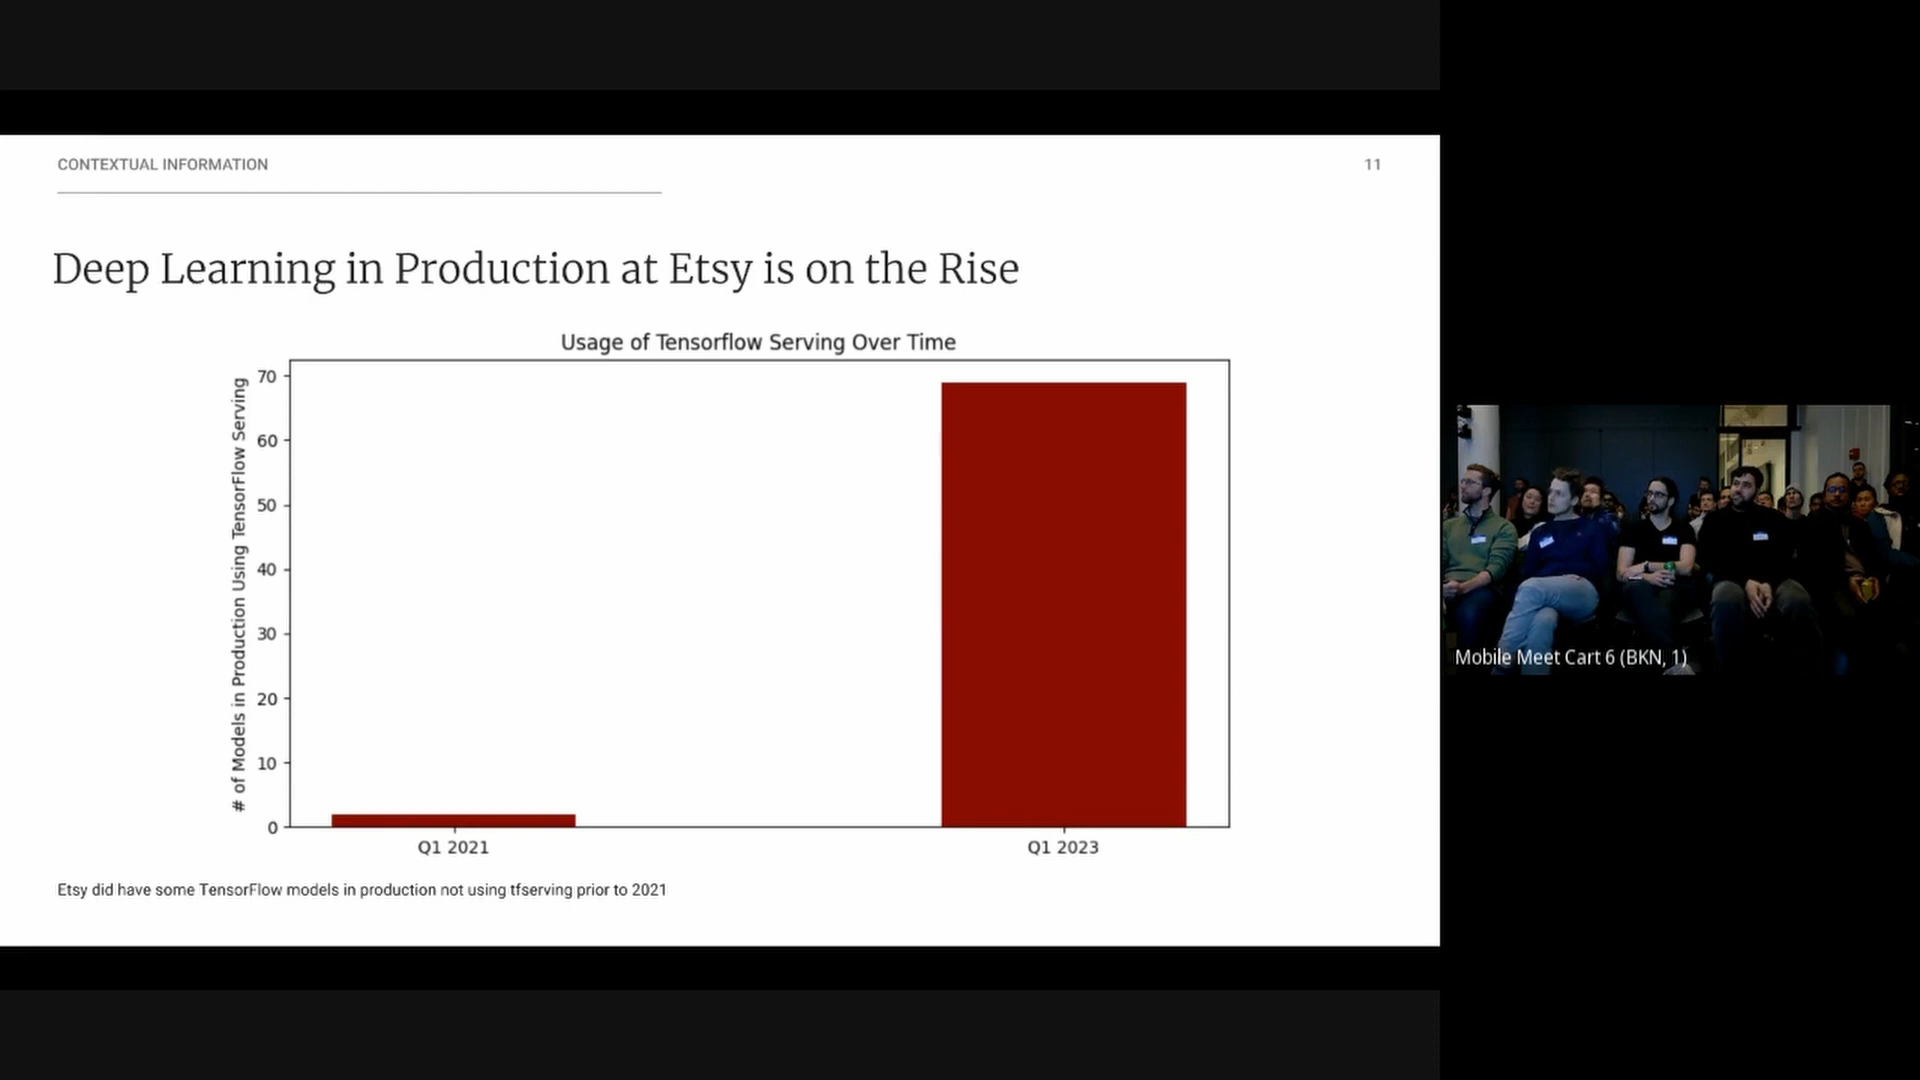 CONTEXTUAL INFORMATION
11
Deep Learning in Production at Etsy is on the Rise
Usage of Tensorflow Serving Over Time
# of Models in Production Using TensorFlow Serving
70
60
50
40
30
20
10
0
Q1 2021
Q1 2023
Etsy did have some TensorFlow models in production not using tfserving prior to 2021
Mobile Meet Cart 6 (BKN, 1)